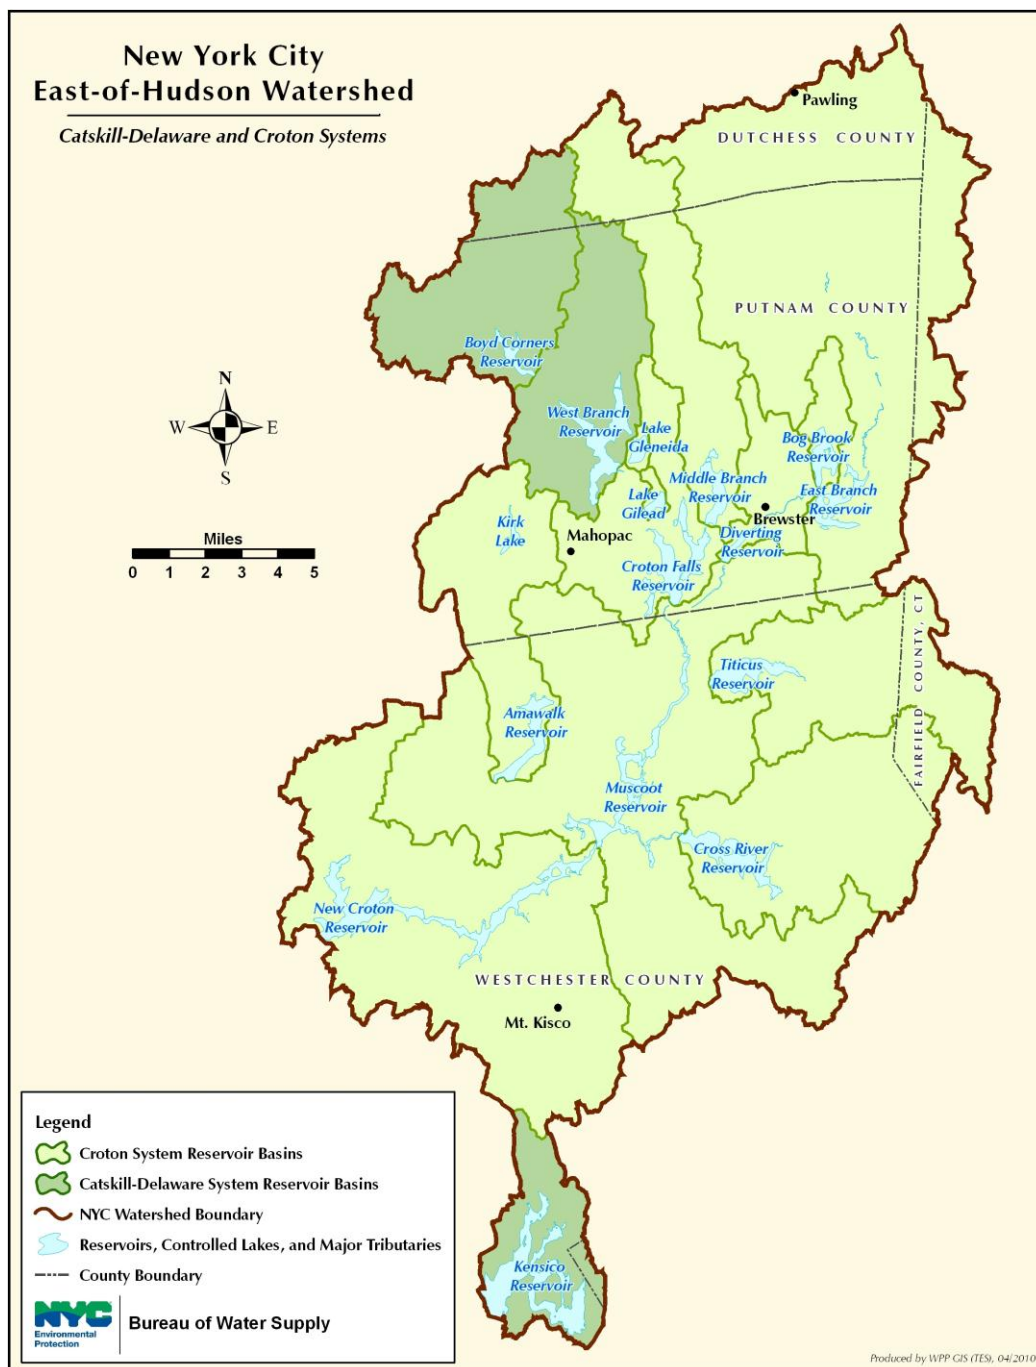 New York City
East-of-Hudson Watershed
Catskill-Delaware and Croton Systems
Pawling
DUTCHESS COUNTY
PUTNAM COUNTY
Boyd Corners
Reservoir
N
W
E
S
West Branch
Reservoir
Lake
Gleneida
Bog Brook
Reservoir
Middle Branch
Reservoir
Lake
Gilead
East Branch
Reservoir
Brewster
Kirk
Lake
Mahopac
Diverting
Reservoir
Miles
0 1 2 3 4 5
Croton Falls
Reservoir
FAIRFIELD COUNTY, CT
Titicus
Reservoir
Amawalk
Reservoir
Muscoot
Reservoir
Cross River
Reservoir
New Croton
Reservoir
WESTCHESTER COUNTY
Mt. Kisco
Legend
Croton System Reservoir Basins
Catskill-Delaware System Reservoir Basins
NYC Watershed Boundary
Reservoirs, Controlled Lakes, and Major Tributaries
County Boundary
NYC
Environmental
Protection
Bureau of Water Supply
Kensico
Reservoir
Produced by WPP GIS (TES), 04/2010